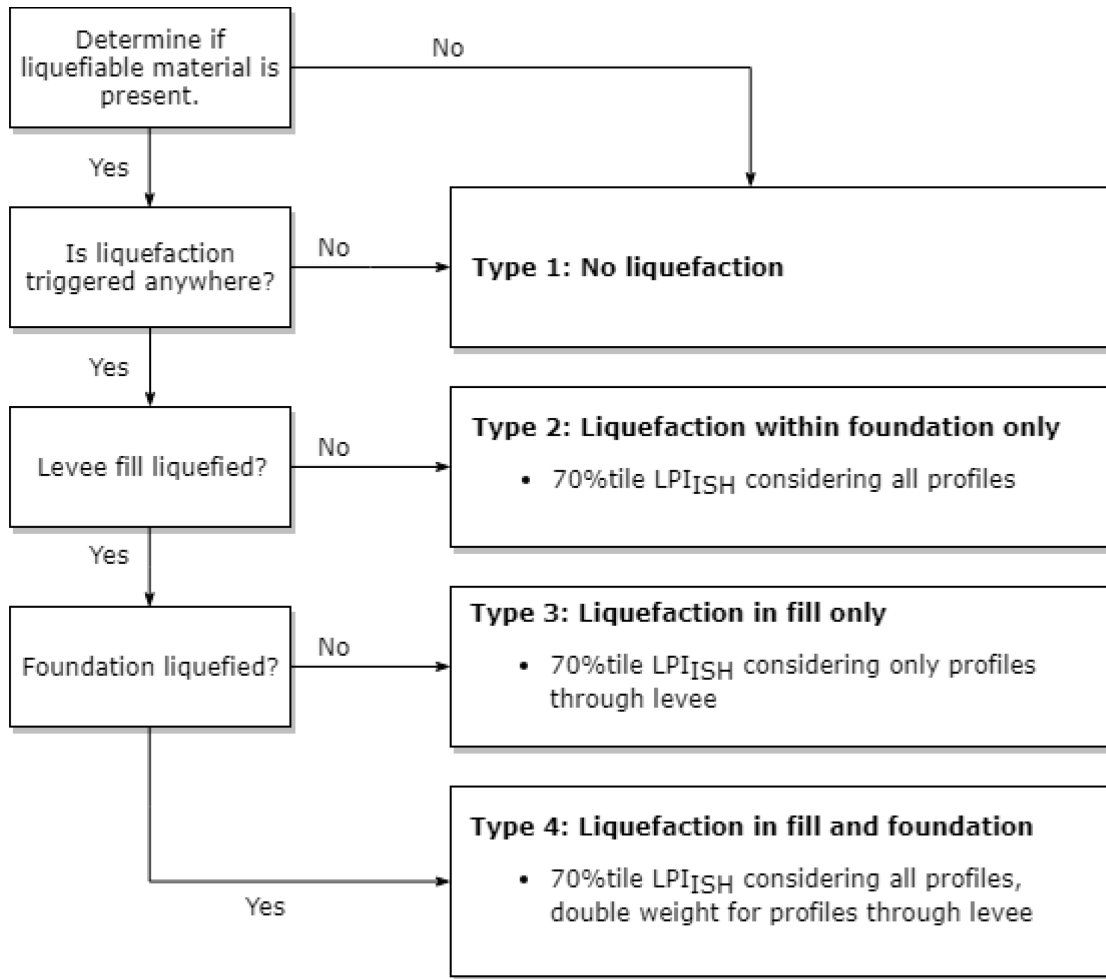 Determine if
liquefiable material is
present.
No
Yes
Is liquefaction
triggered anywhere?
No
Type 1: No liquefaction
Yes
Levee fill liquefied?
No
Type 2: Liquefaction within foundation only
• 70%tile LPIISH considering all profiles
Yes
Foundation liquefied?
No
Type 3: Liquefaction in fill only
• 70%tile LPIISH considering only profiles
through levee
Yes
Type 4: Liquefaction in fill and foundation
• 70%tile LPIISH considering all profiles,
double weight for profiles through levee